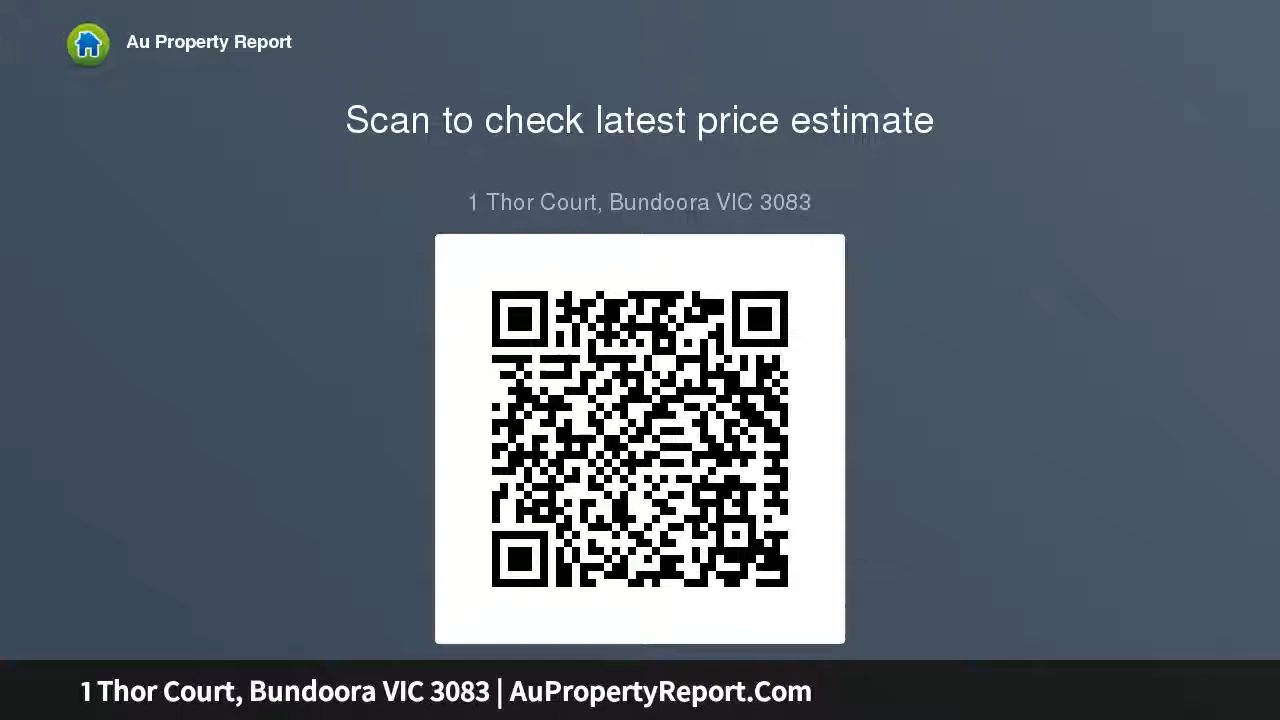 Au Property Report
Scan to check latest price estimate
1 Thor Court, Bundoora VIC 3083
1 Thor Court, Bundoora VIC 3083 | AuPropertyReport.Com